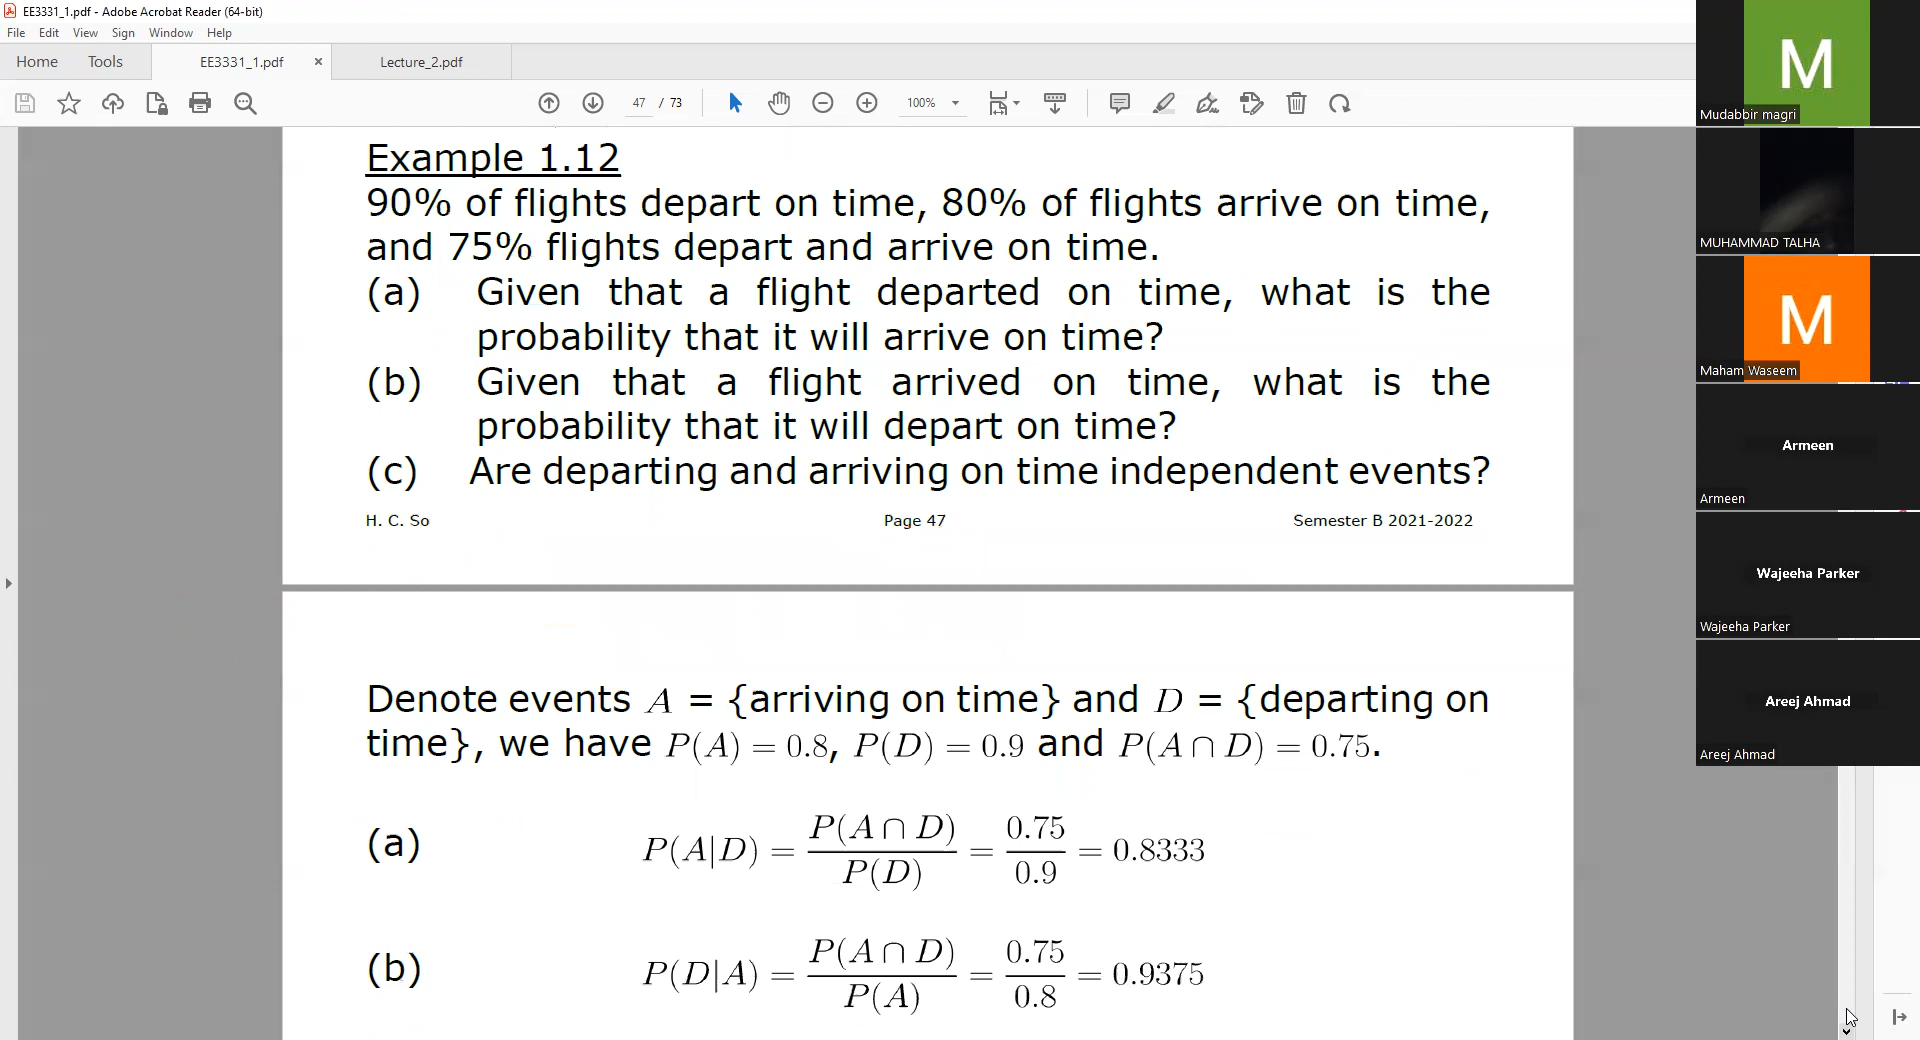 EE3331_1.pdf - Adobe Acrobat Reader (64-bit)
File Edit View Sign Window Help
Home Tools EE3331_1.pdf × Lecture_2.pdf
47 / 73 100%
Example 1.12
90% of flights depart on time, 80% of flights arrive on time,
and 75% flights depart and arrive on time.
(a) Given that a flight departed on time, what is the
probability that it will arrive on time?
(b) Given that a flight arrived on time, what is the
probability that it will depart on time?
(c) Are departing and arriving on time independent events?
H. C. So Page 47 Semester B 2021-2022
Denote events A = {arriving on time} and D = {departing on
time}, we have P(A) = 0.8, P(D) = 0.9 and P(A ∩ D) = 0.75.
(a) P(A|D) = P(A ∩ D) / P(D) = 0.75 / 0.9 = 0.8333
(b) P(D|A) = P(A ∩ D) / P(A) = 0.75 / 0.8 = 0.9375
M
Mudabbir magri
MUHAMMAD TALHA
M
Maham Waseem
Armeen
Armeen
Wajeeha Parker
Wajeeha Parker
Areej Ahmad
Areej Ahmad